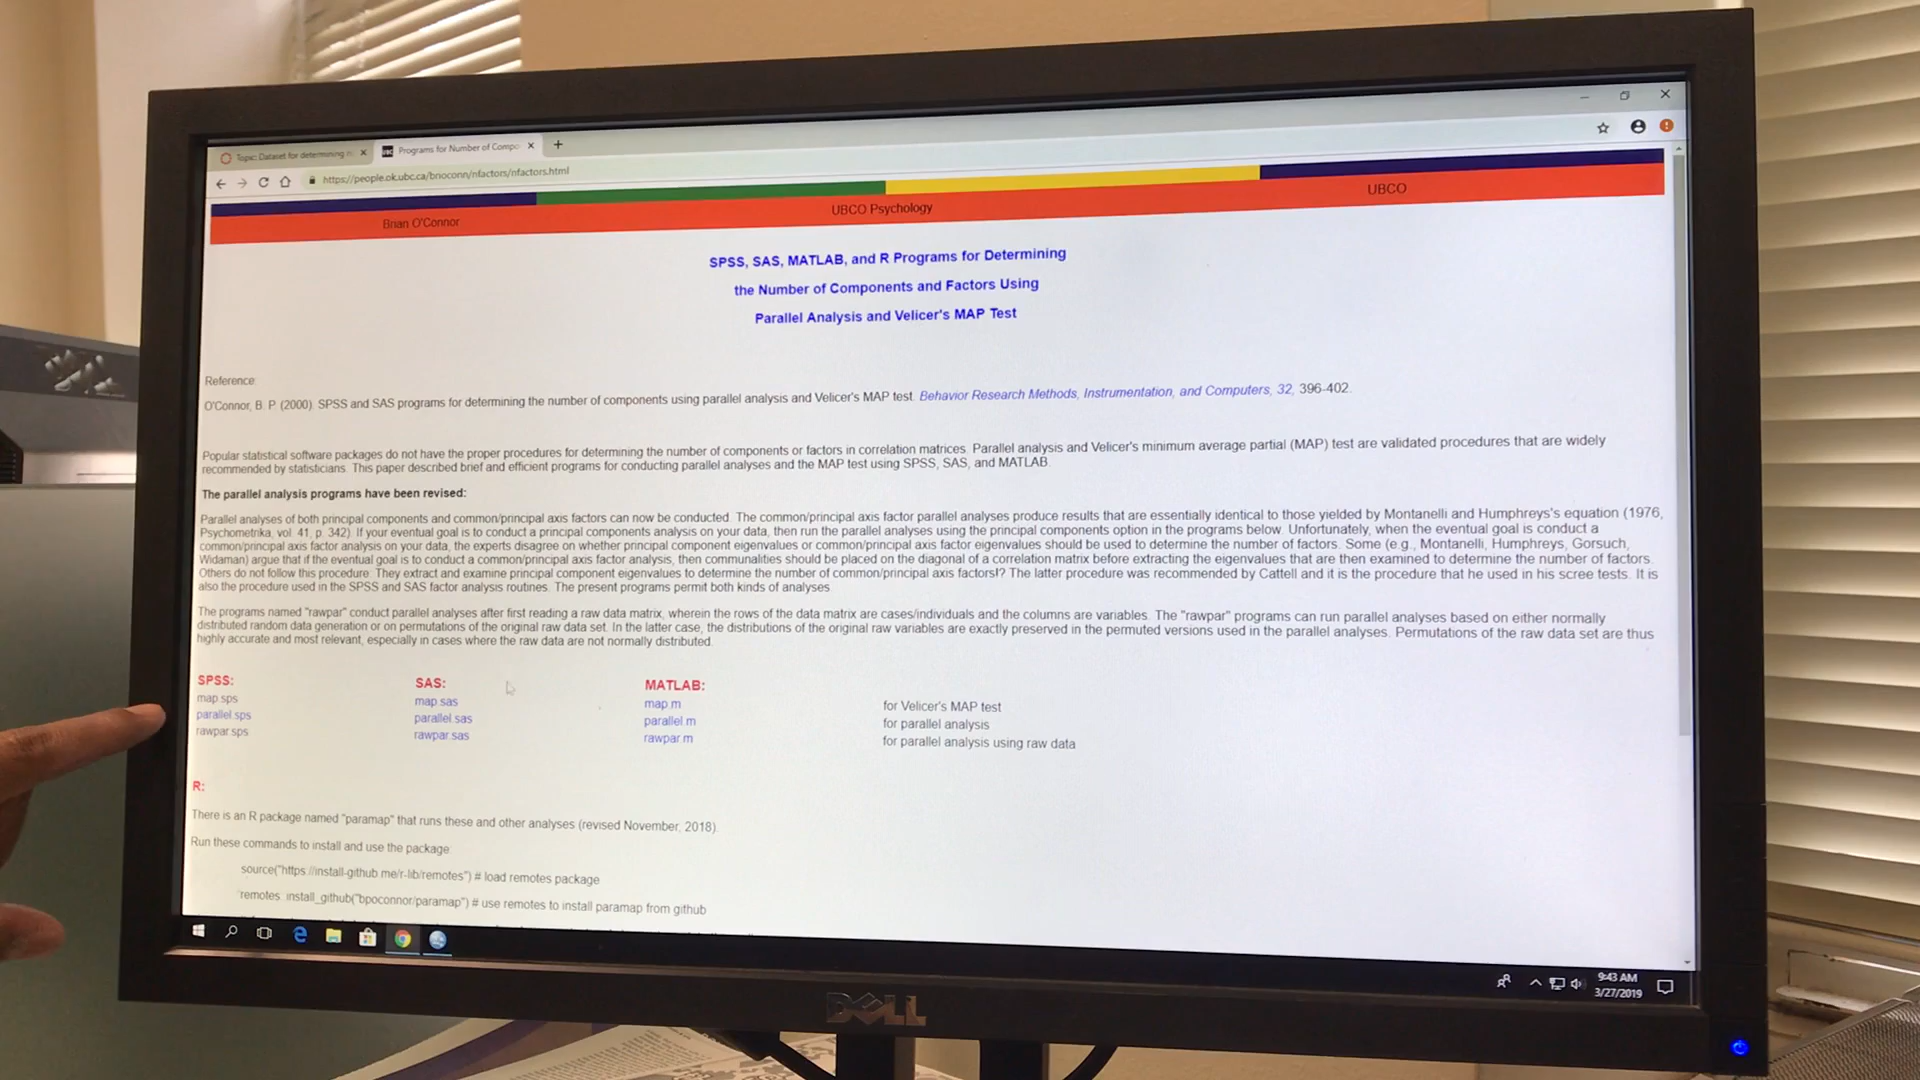 Topic: Dataset for determining
Programs for Number of Compo
https://people.ok.ubc.ca/brioconn/nfactors/nfactors.html
Brian O'Connor
UBCO Psychology
UBCO
SPSS, SAS, MATLAB, and R Programs for Determining
the Number of Components and Factors Using
Parallel Analysis and Velicer's MAP Test
Reference:
O'Connor, B. P. (2000). SPSS and SAS programs for determining the number of components using parallel analysis and Velicer's MAP test. Behavior Research Methods, Instrumentation, and Computers, 32, 396-402.
Popular statistical software packages do not have the proper procedures for determining the number of components or factors in correlation matrices. Parallel analysis and Velicer's minimum average partial (MAP) test are validated procedures that are widely
recommended by statisticians. This paper described brief and efficient programs for conducting parallel analyses and the MAP test using SPSS, SAS, and MATLAB.
The parallel analysis programs have been revised:
Parallel analyses of both principal components and common/principal axis factors can now be conducted. The common/principal axis factor parallel analyses produce results that are essentially identical to those yielded by Montanelli and Humphreys's equation (1976,
Psychometrika, vol. 41, p. 342). If your eventual goal is to conduct a principal components analysis on your data, then run the parallel analyses using the principal components option in the programs below. Unfortunately, when the eventual goal is conduct a
common/principal axis factor analysis on your data, the experts disagree on whether principal component eigenvalues or common/principal axis factor eigenvalues should be used to determine the number of factors. Some (e.g., Montanelli, Humphreys, Gorsuch,
Widaman) argue that if the eventual goal is to conduct a common/principal axis factor analysis, then communalities should be placed on the diagonal of a correlation matrix before extracting the eigenvalues that are then examined to determine the number of factors.
Others do not follow this procedure. They extract and examine principal component eigenvalues to determine the number of common/principal axis factors!? The latter procedure was recommended by Cattell and it is the procedure that he used in his scree tests. It is
also the procedure used in the SPSS and SAS factor analysis routines. The present programs permit both kinds of analyses.
The programs named "rawpar" conduct parallel analyses after first reading a raw data matrix, wherein the rows of the data matrix are cases/individuals and the columns are variables. The "rawpar" programs can run parallel analyses based on either normally
distributed random data generation or on permutations of the original raw data set. In the latter case, the distributions of the original raw variables are exactly preserved in the permuted versions used in the parallel analyses. Permutations of the raw data set are thus
highly accurate and most relevant, especially in cases where the raw data are not normally distributed.
SPSS: SAS: MATLAB:
map.sps map.sas map.m for Velicer's MAP test
parallel.sps parallel.sas parallel.m for parallel analysis
rawpar.sps rawpar.sas rawpar.m for parallel analysis using raw data
R:
There is an R package named "paramap" that runs these and other analyses (revised November, 2018).
Run these commands to install and use the package:
source("https://install-github.me/r-lib/remotes") # load remotes package
remotes::install_github("bpoconnor/paramap") # use remotes to install paramap from github
9:43 AM
3/27/2019
DELL